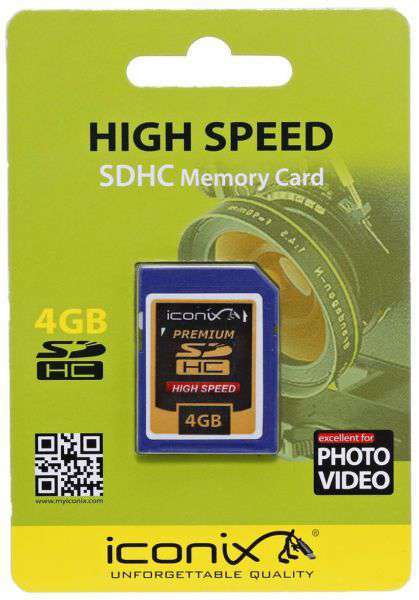 HIGH SPEED
SDHC Memory Card
4GB
SD
HC
iconix
PREMIUM
SD
HC
HIGH SPEED
4GB
www.myiconix.com
excellent for
PHOTO
VIDEO
iconix®
UNFORGETTABLE QUALITY